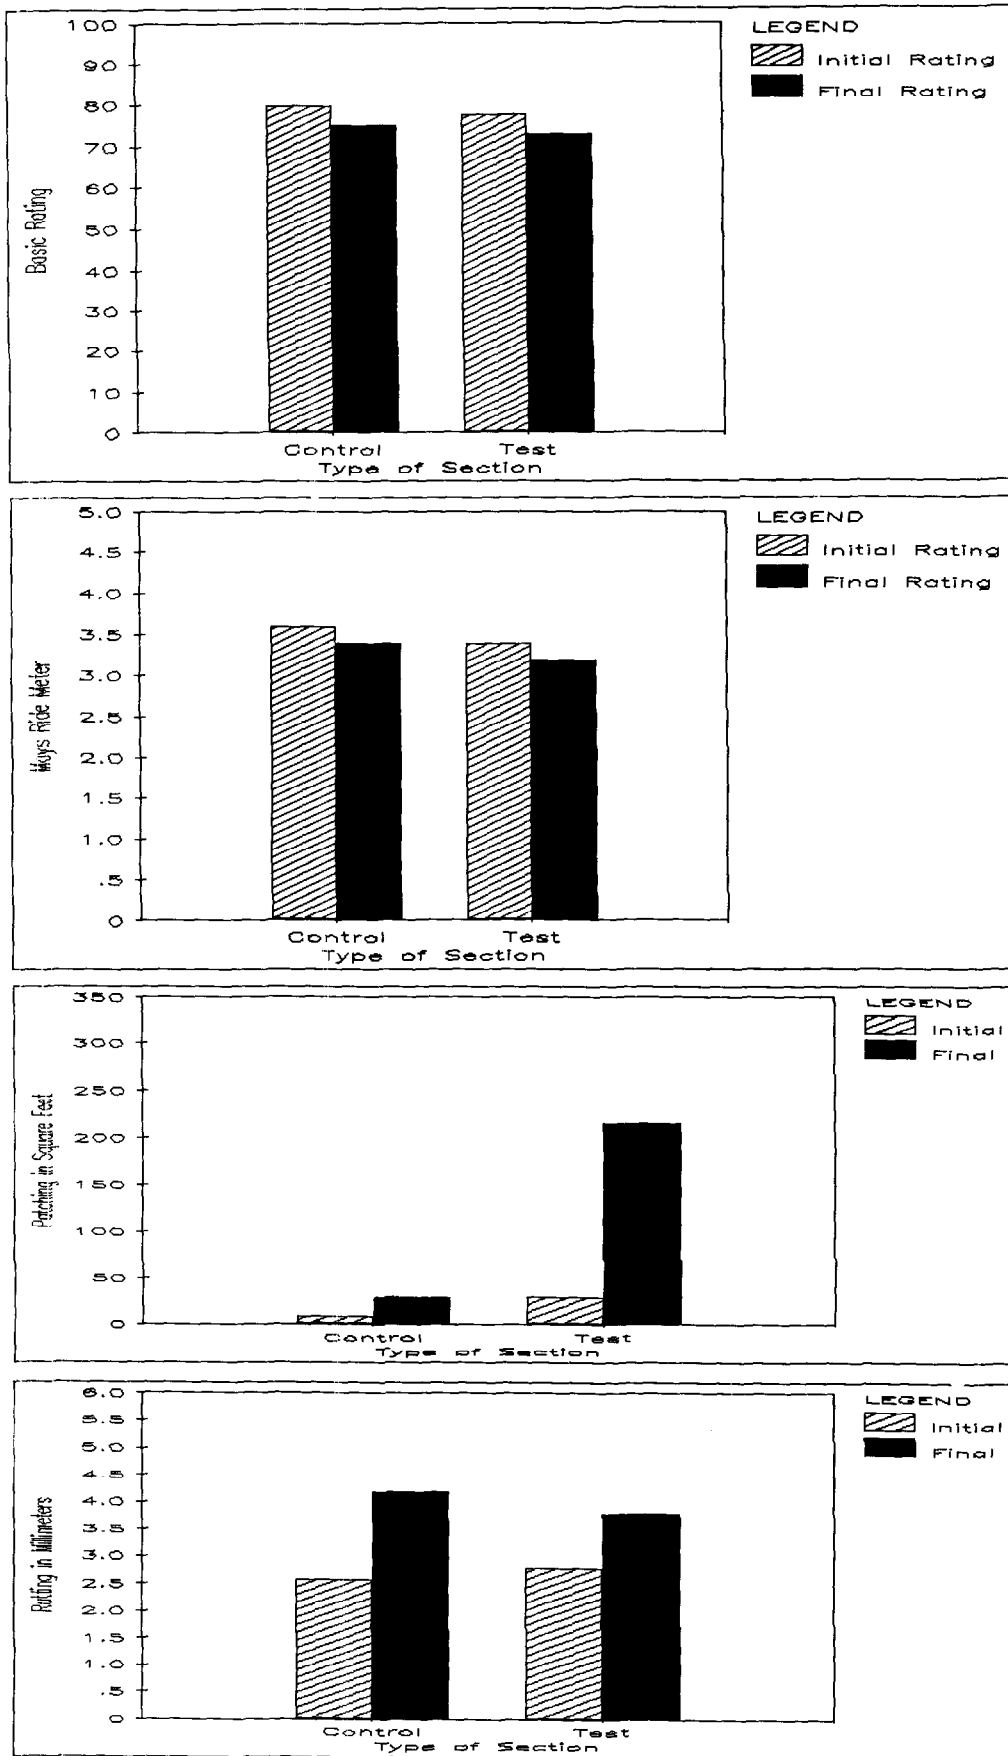 LEGEND
Initial Rating
Final Rating
100
90
80
70
60
50
40
30
20
10
0
Basic Rating
Control Test
Type of Section
LEGEND
Initial Rating
Final Rating
5.0
4.5
4.0
3.5
3.0
2.5
2.0
1.5
1.0
.5
0
Mays Ride Meter
Control Test
Type of Section
LEGEND
Initial
Final
350
300
250
200
150
100
50
0
Patching in Square Feet
Control Test
Type of Section
LEGEND
Initial
Final
6.0
5.5
5.0
4.5
4.0
3.5
3.0
2.5
2.0
1.5
1.0
.5
0
Rutting in Millimeters
Control Test
Type of Section